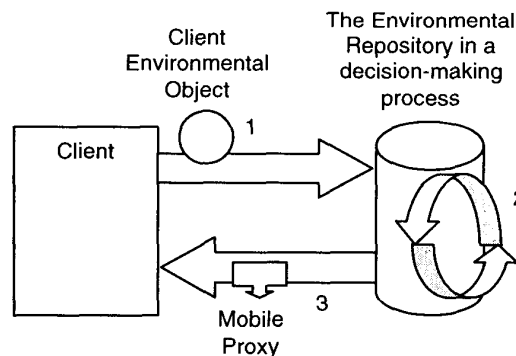 Client
Environmental
Object
The Environmental
Repository in a
decision-making
process
1
Client
2
3
Mobile
Proxy